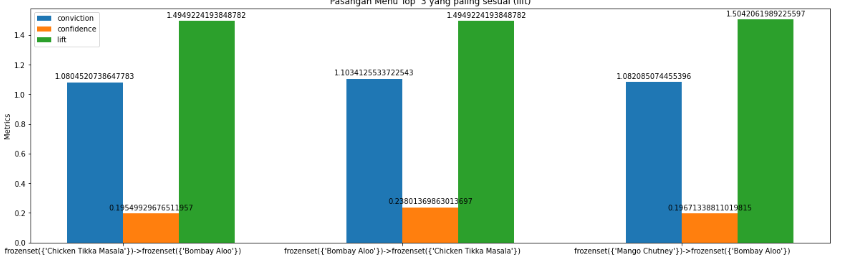 Pasangan Menu Top 3 yang paling sesuai (lift)
conviction
confidence
lift
Metrics
1.4
1.2
1.0
0.8
0.6
0.4
0.2
0.0
1.0804520738647783
0.19549929676511957
1.4949224193848782
1.1034125533722543
0.23801369863013697
1.4949224193848782
1.082085074455396
0.19671338811019815
1.5042061989225597
frozenset({'Chicken Tikka Masala'})->frozenset({'Bombay Aloo'})
frozenset({'Bombay Aloo'})->frozenset({'Chicken Tikka Masala'})
frozenset({'Mango Chutney'})->frozenset({'Bombay Aloo'})